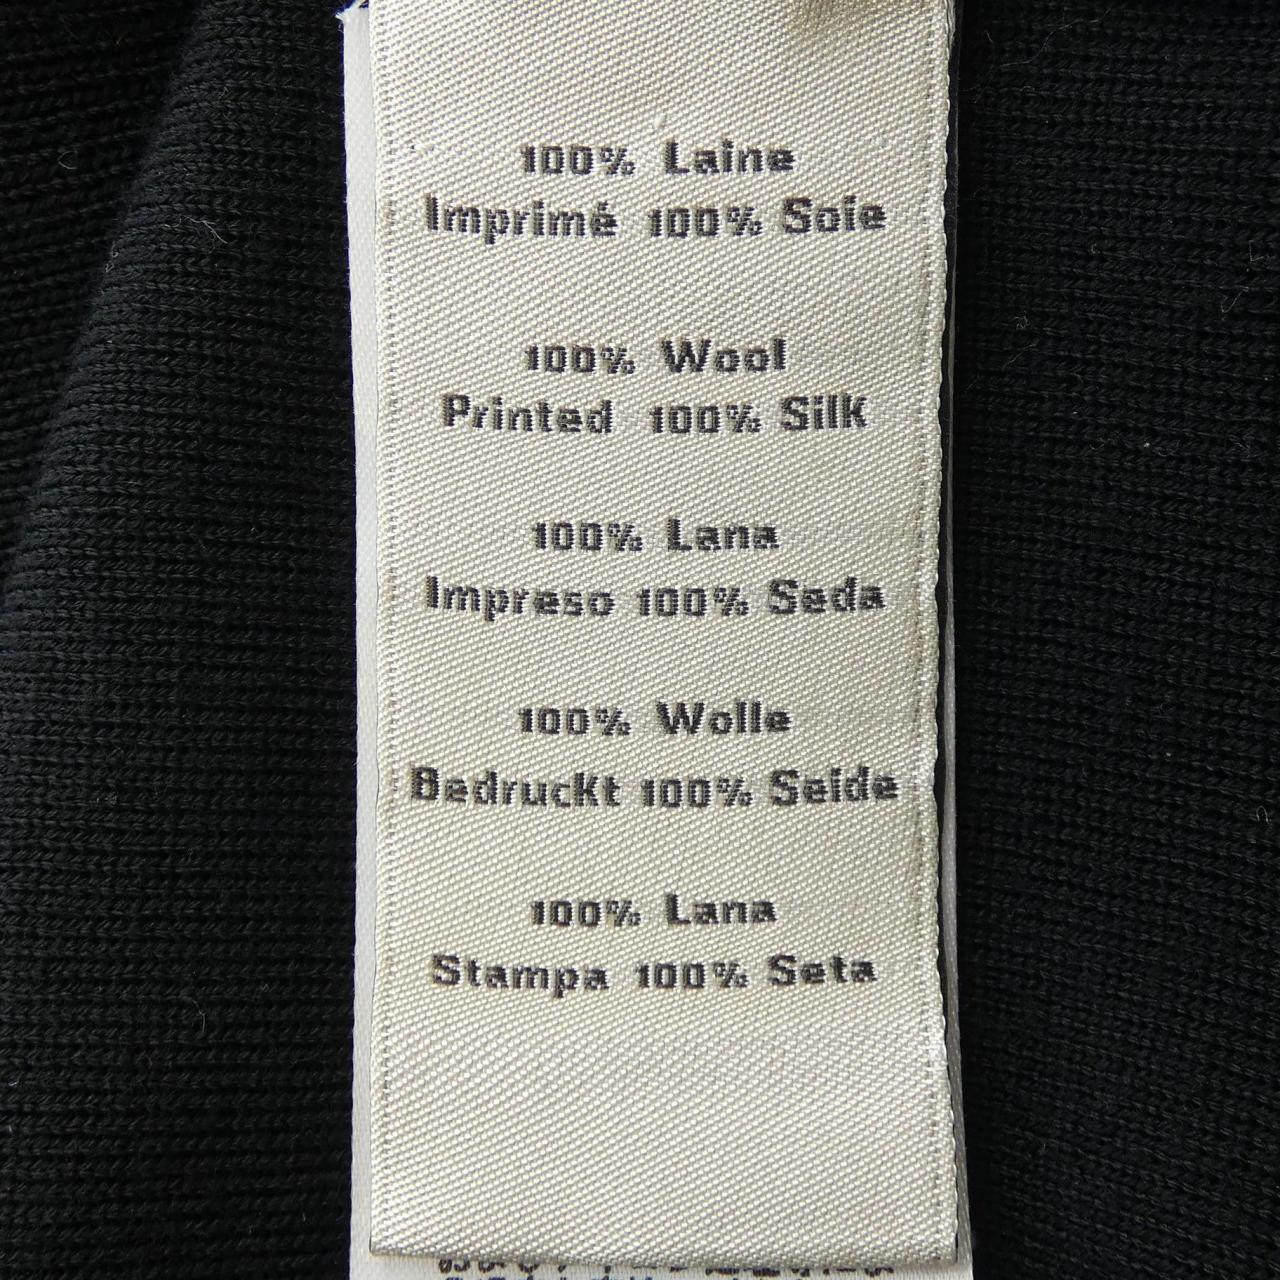 100% Laine
Imprimé 100% Soie
100% Wool
Printed 100% Silk
100% Lana
Impreso 100% Seda
100% Wolle
Bedruckt 100% Seide
100% Lana
Stampa 100% Seta